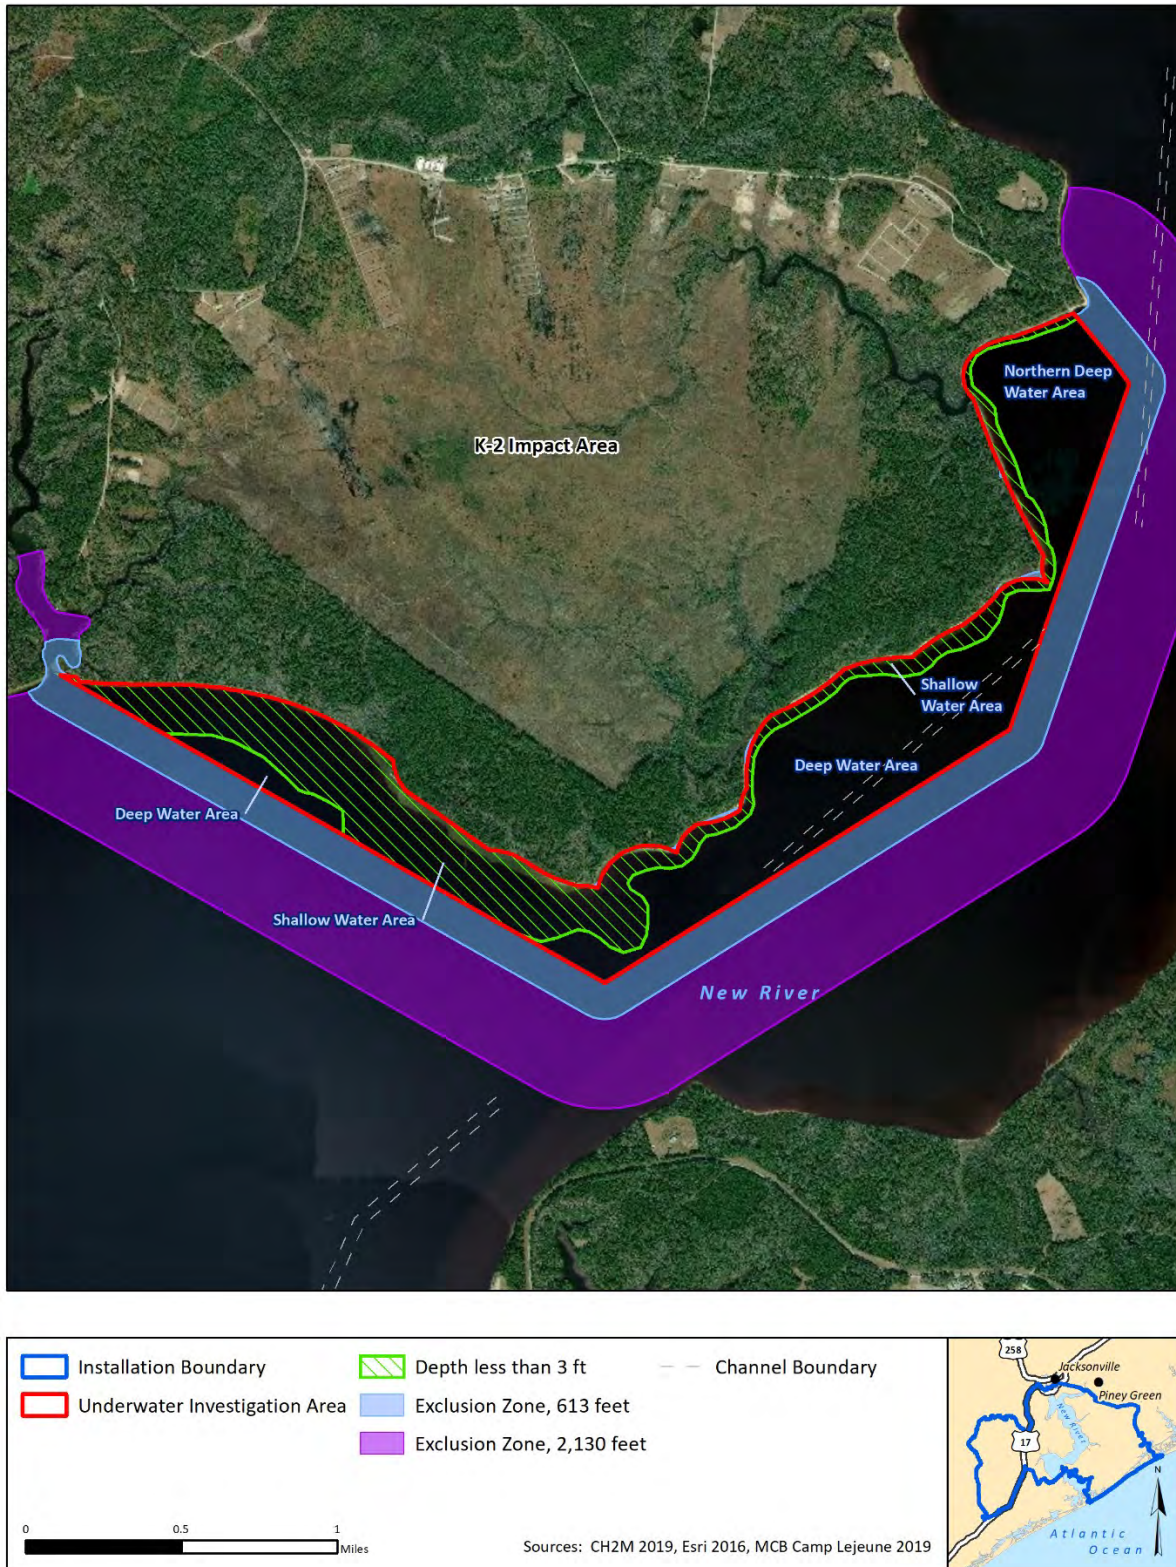 Northern Deep
Water Area
K-2 Impact Area
Shallow
Water Area
Deep Water Area
Deep Water Area
Shallow Water Area
New River
Installation Boundary
Underwater Investigation Area
Depth less than 3 ft
Exclusion Zone, 613 feet
Exclusion Zone, 2,130 feet
Channel Boundary
0 0.5 1
Miles
Sources: CH2M 2019, Esri 2016, MCB Camp Lejeune 2019
258
Jacksonville
Piney Green
New River
17
N
Atlantic
Ocean